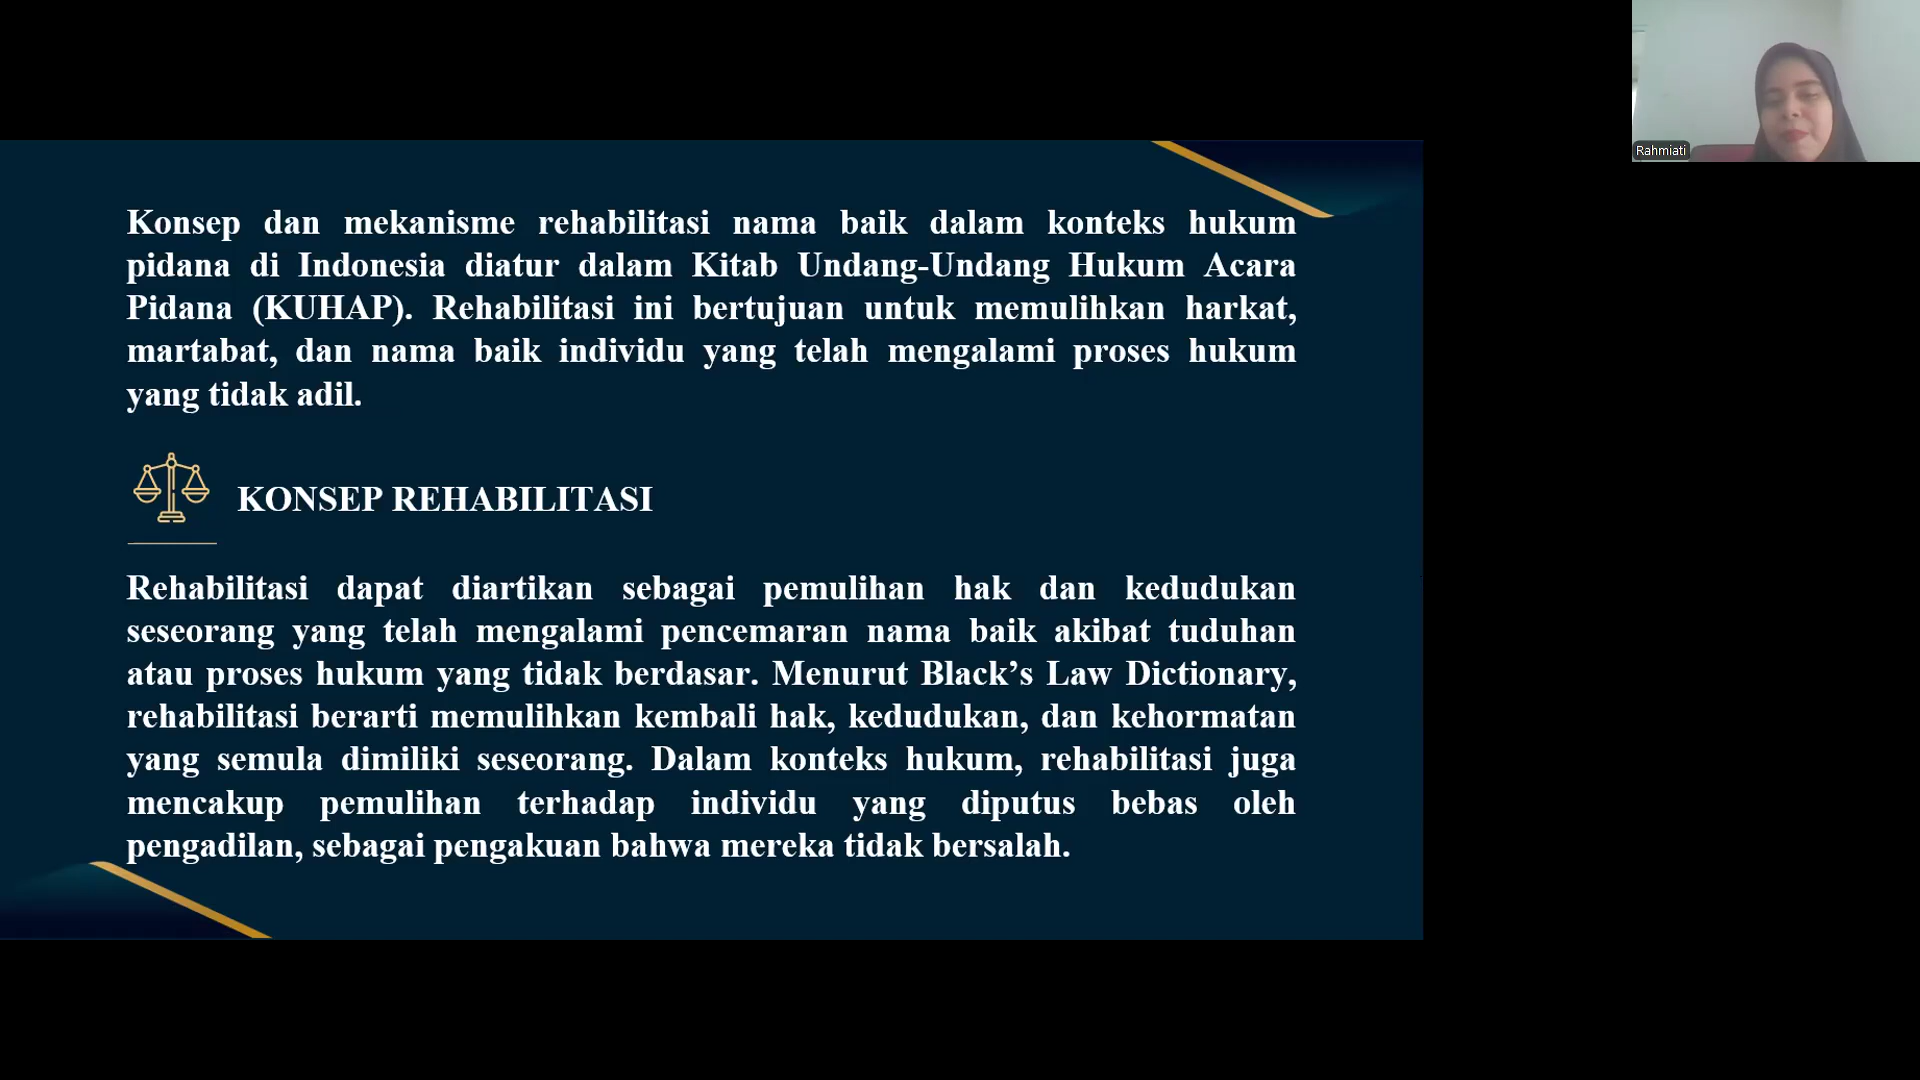 Konsep dan mekanisme rehabilitasi nama baik dalam konteks hukum
pidana di Indonesia diatur dalam Kitab Undang-Undang Hukum Acara
Pidana (KUHAP). Rehabilitasi ini bertujuan untuk memulihkan harkat,
martabat, dan nama baik individu yang telah mengalami proses hukum
yang tidak adil.
KONSEP REHABILITASI
Rehabilitasi dapat diartikan sebagai pemulihan hak dan kedudukan
seseorang yang telah mengalami pencemaran nama baik akibat tuduhan
atau proses hukum yang tidak berdasar. Menurut Black’s Law Dictionary,
rehabilitasi berarti memulihkan kembali hak, kedudukan, dan kehormatan
yang semula dimiliki seseorang. Dalam konteks hukum, rehabilitasi juga
mencakup pemulihan terhadap individu yang diputus bebas oleh
pengadilan, sebagai pengakuan bahwa mereka tidak bersalah.
Rahmiati